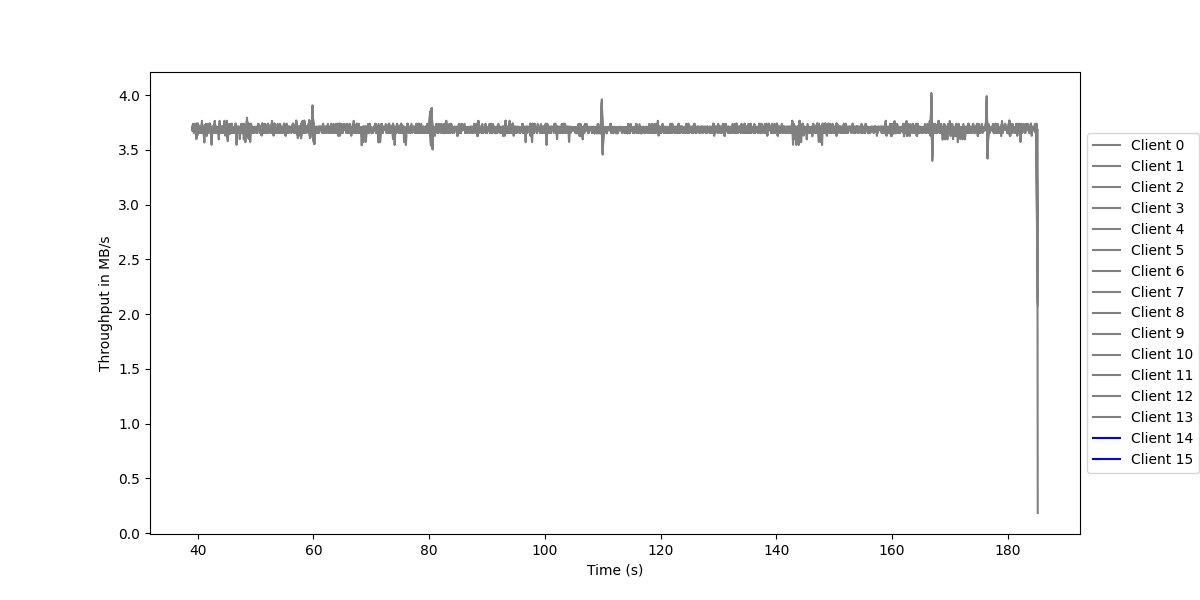 Throughput in MB/s
4.0
3.5
3.0
2.5
2.0
1.5
1.0
0.5
0.0
40 60 80 100 120 140 160 180
Time (s)
Client 0
Client 1
Client 2
Client 3
Client 4
Client 5
Client 6
Client 7
Client 8
Client 9
Client 10
Client 11
Client 12
Client 13
Client 14
Client 15